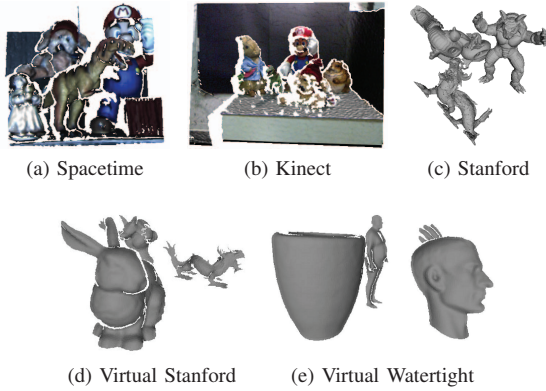 (a) Spacetime
(b) Kinect
(c) Stanford
(d) Virtual Stanford
(e) Virtual Watertight